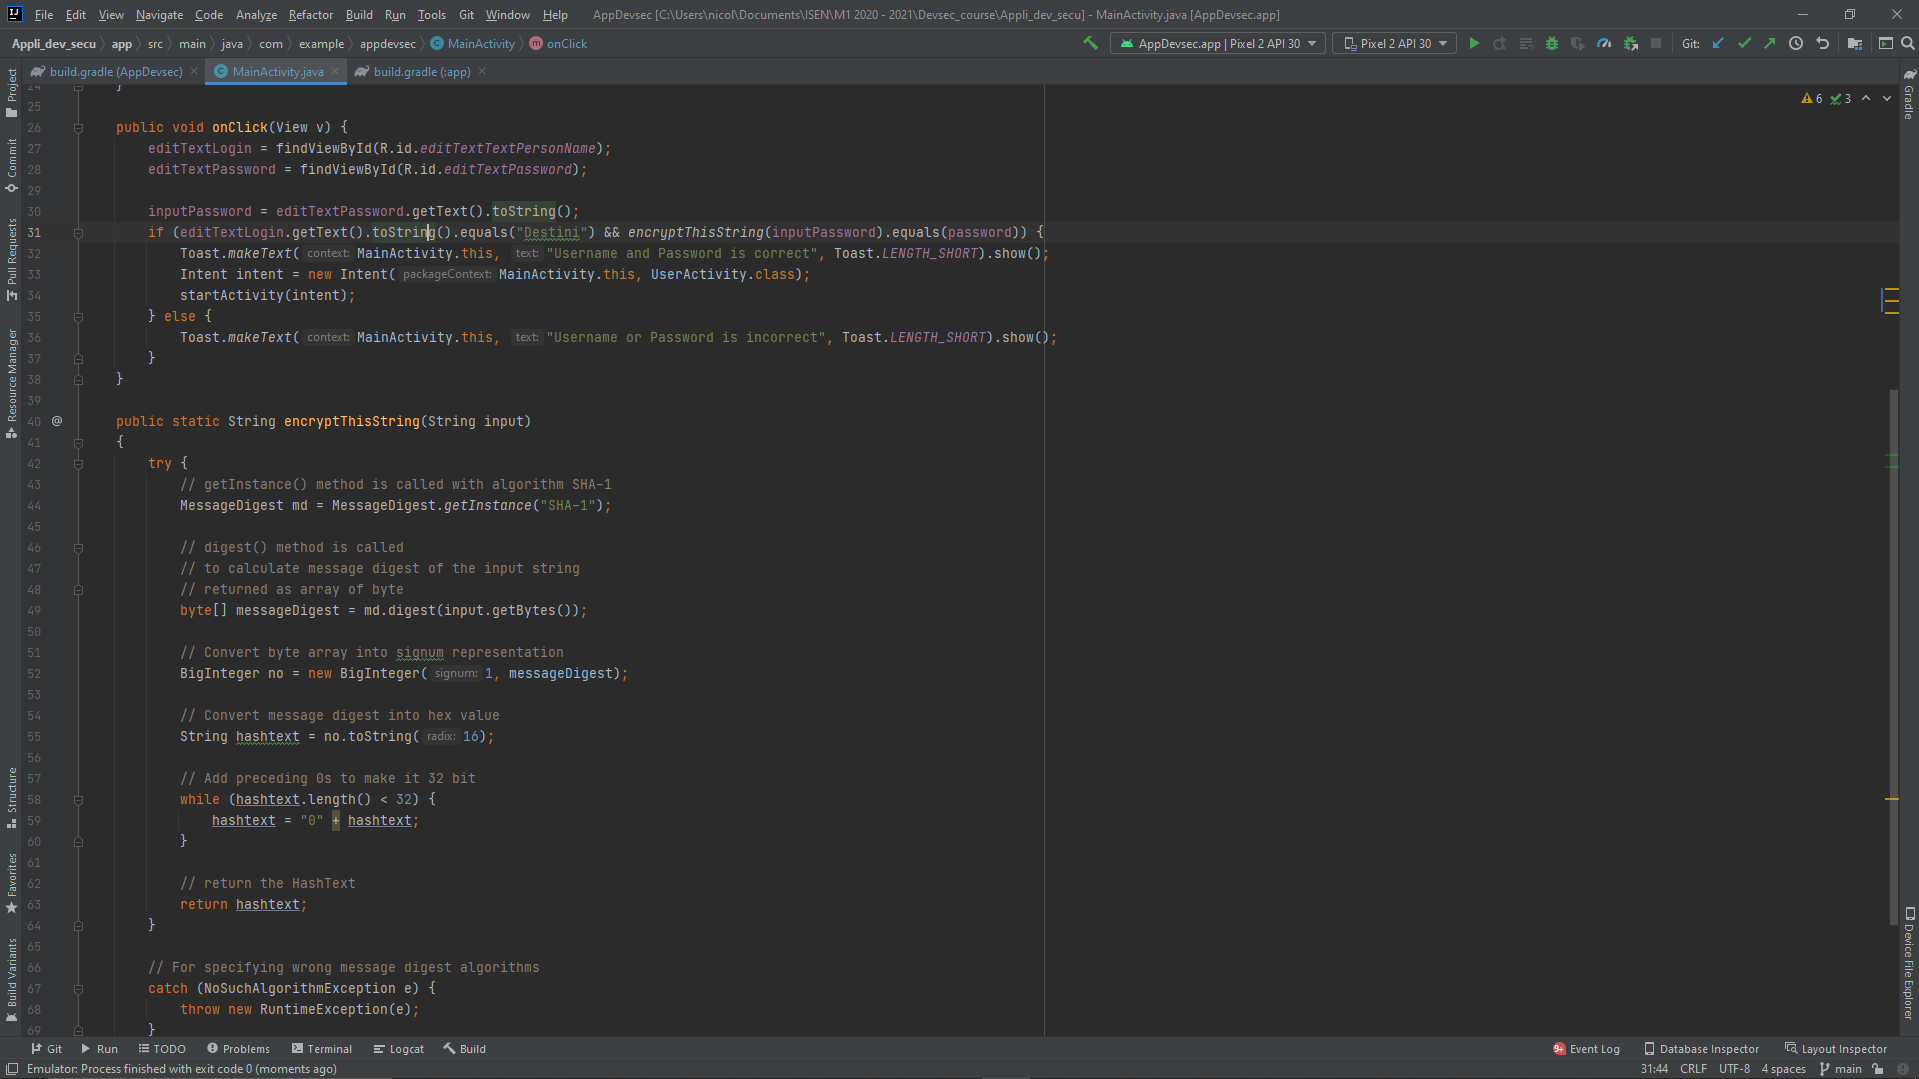 File Edit View Navigate Code Analyze Refactor Build Run Tools Git Window Help AppDevsec [C:\Users\nicol\Documents\ISEN\M1 2020 - 2021\Devsec_course\Appli_dev_secu] - MainActivity.java [AppDevsec.app]
Appli_dev_secu app src main java com example appdevsec MainActivity onClick AppDevsec.app | Pixel 2 API 30 Pixel 2 API 30 Git:
build.gradle (AppDevsec) MainActivity.java build.gradle (:app)
6 3
24 }
25
26 public void onClick(View v) {
27 editTextLogin = findViewById(R.id.editTextTextPersonName);
28 editTextPassword = findViewById(R.id.editTextPassword);
29
30 inputPassword = editTextPassword.getText().toString();
31 if (editTextLogin.getText().toString().equals("Destini") && encryptThisString(inputPassword).equals(password)) {
32 Toast.makeText( context: MainActivity.this, text: "Username and Password is correct", Toast.LENGTH_SHORT).show();
33 Intent intent = new Intent( packageContext: MainActivity.this, UserActivity.class);
34 startActivity(intent);
35 } else {
36 Toast.makeText( context: MainActivity.this, text: "Username or Password is incorrect", Toast.LENGTH_SHORT).show();
37 }
38 }
39
40 @ public static String encryptThisString(String input)
41 {
42 try {
43 // getInstance() method is called with algorithm SHA-1
44 MessageDigest md = MessageDigest.getInstance("SHA-1");
45
46 // digest() method is called
47 // to calculate message digest of the input string
48 // returned as array of byte
49 byte[] messageDigest = md.digest(input.getBytes());
50
51 // Convert byte array into signum representation
52 BigInteger no = new BigInteger( signum: 1, messageDigest);
53
54 // Convert message digest into hex value
55 String hashtext = no.toString( radix: 16);
56
57 // Add preceding 0s to make it 32 bit
58 while (hashtext.length() < 32) {
59 hashtext = "0" + hashtext;
60 }
61
62 // return the HashText
63 return hashtext;
64 }
65
66 // For specifying wrong message digest algorithms
67 catch (NoSuchAlgorithmException e) {
68 throw new RuntimeException(e);
69 }
Project
Commit
Pull Requests
Resource Manager
Structure
Favorites
Build Variants
Gradle
Device File Explorer
Git Run TODO Problems Terminal Logcat Build 9+ Event Log Database Inspector Layout Inspector
Emulator: Process finished with exit code 0 (moments ago) 31:44 CRLF UTF-8 4 spaces main